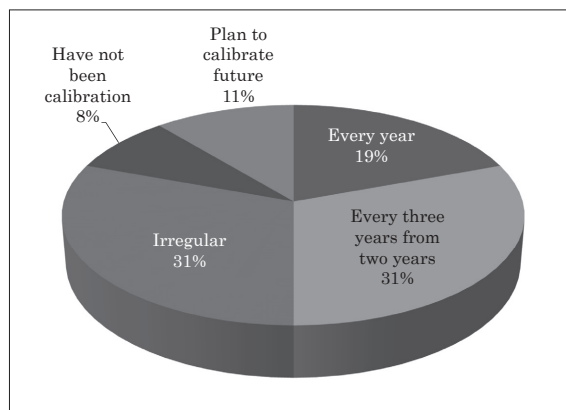 Plan to
calibrate
future
11%
Have not
been
calibration
8%
Every year
19%
Every three
years from
two years
31%
Irregular
31%